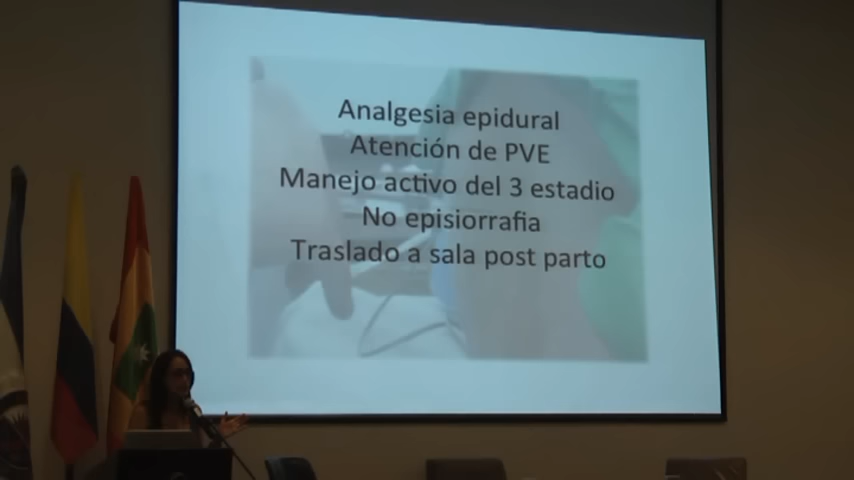 Analgesia epidural
Atención de PVE
Manejo activo del 3 estadio
No episiorrafia
Traslado a sala post parto